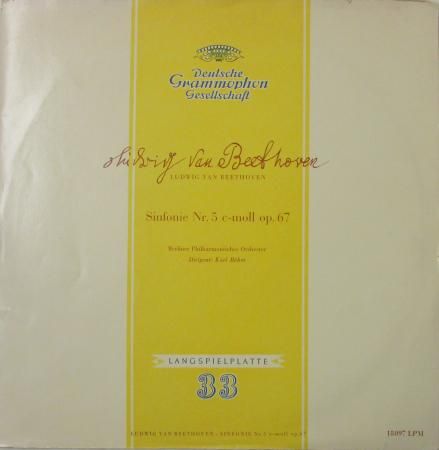 Deutsche
Grammophon
Gesellschaft
Ludwig van Beethoven
LUDWIG VAN BEETHOVEN
Sinfonie Nr. 5 c-moll op. 67
Berliner Philharmonisches Orchester
Dirigent: Karl Böhm
LANGSPIELPLATTE
33
LUDWIG VAN BEETHOVEN - SINFONIE Nr. 5 c-moll op. 67
18097 LPM